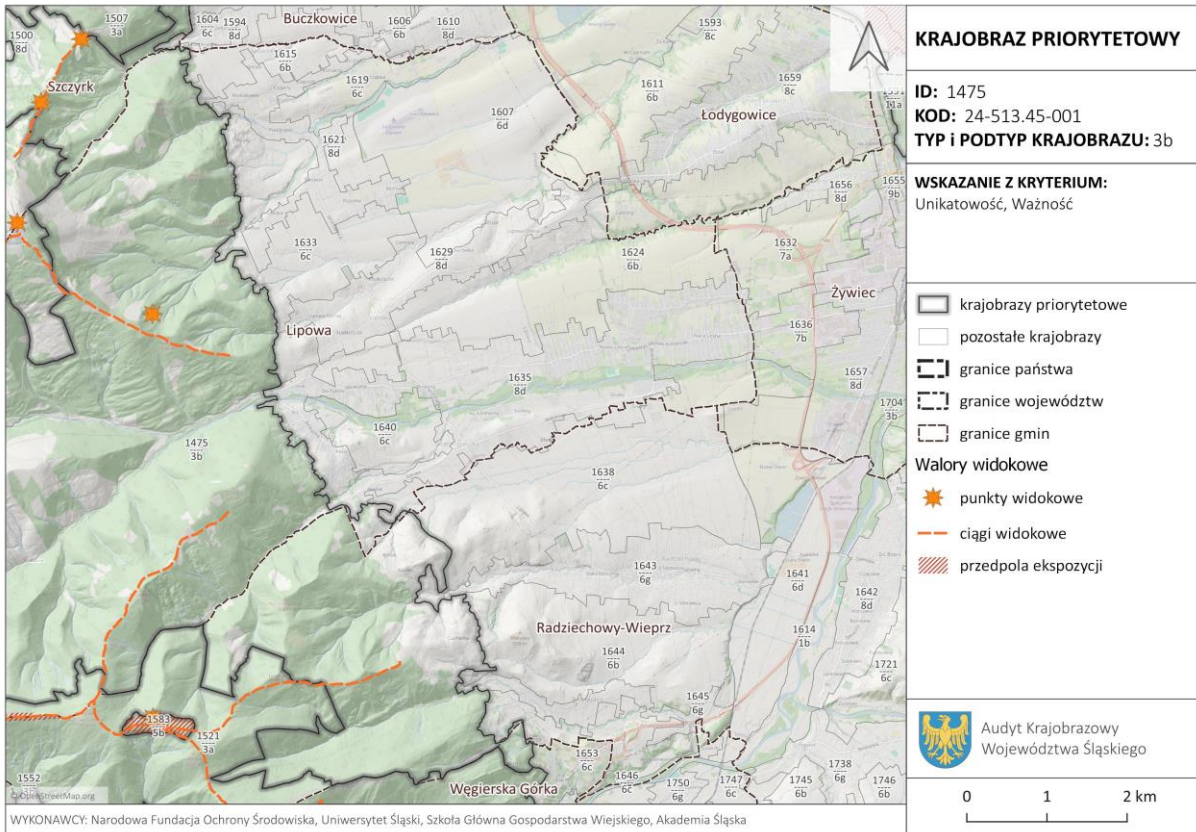 1507
3a
1604
6c
1594
8d
Buczkowice
1606
6b
1610
8d
1593
8c
1500
8d
Szczyrk
1615
6b
1619
6c
1611
6b
1659
8c
11a
1607
6d
Łodygowice
1621
8d
1656
8d
1655
9b
1633
6c
1629
8d
1624
6b
1632
7a
Żywiec
Lipowa
1636
7b
1635
8d
1657
8d
1704
3b
1640
6c
1475
3b
1638
6c
1643
6g
1641
6d
1642
8d
Radziechowy-Wieprz
1614
1b
1644
6b
1721
6c
1645
6g
1583
5b
1521
3a
1653
6c
1738
6g
1552
Węgierska Górka
1646
6c
1750
6g
1747
6c
1745
6b
1746
6b
© OpenStreetMap.org
WYKONAWCY: Narodowa Fundacja Ochrony Środowiska, Uniwersytet Śląski, Szkoła Główna Gospodarstwa Wiejskiego, Akademia Śląska
KRAJOBRAZ PRIORYTETOWY
ID: 1475
KOD: 24-513.45-001
TYP i PODTYP KRAJOBRAZU: 3b
WSKAZANIE Z KRYTERIUM:
Unikatowość, Ważność
krajobrazy priorytetowe
pozostałe krajobrazy
granice państwa
granice województw
granice gmin
Walory widokowe
punkty widokowe
ciągi widokowe
przedpola ekspozycji
Audyt Krajobrazowy
Województwa Śląskiego
0 1 2 km